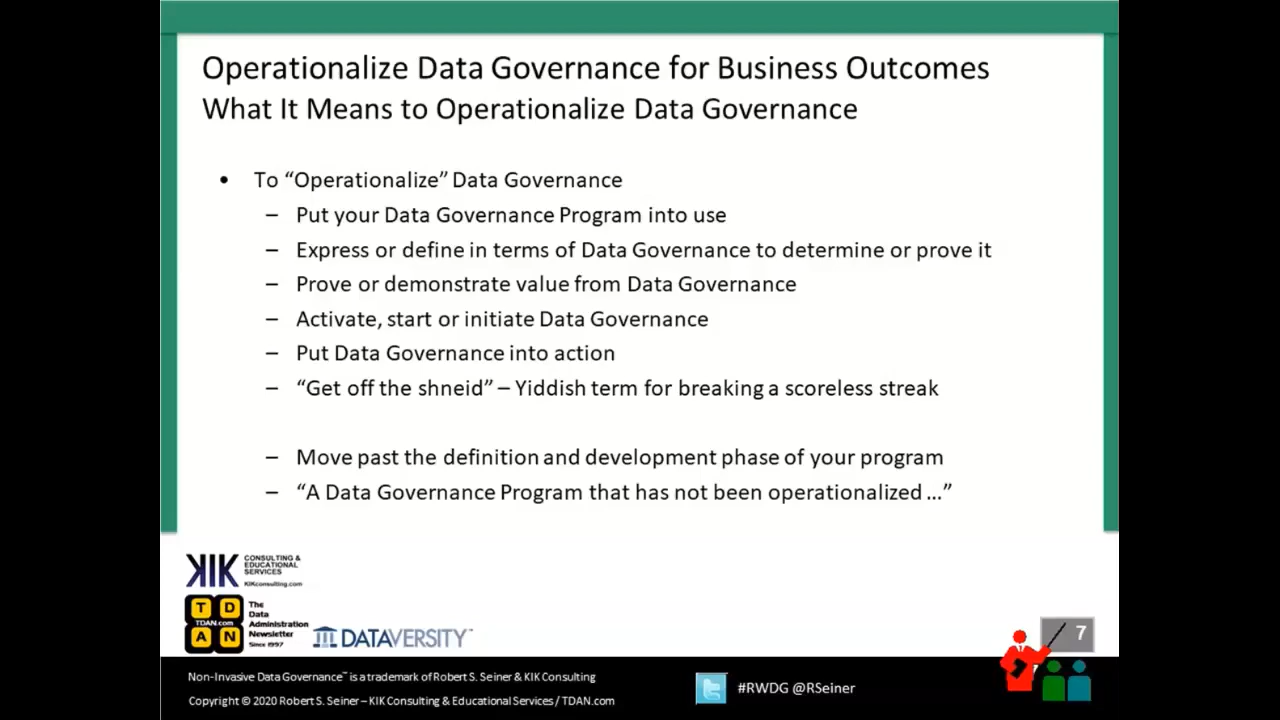 Operationalize Data Governance for Business Outcomes
What It Means to Operationalize Data Governance
• To “Operationalize” Data Governance
– Put your Data Governance Program into use
– Express or define in terms of Data Governance to determine or prove it
– Prove or demonstrate value from Data Governance
– Activate, start or initiate Data Governance
– Put Data Governance into action
– “Get off the shneid” – Yiddish term for breaking a scoreless streak
– Move past the definition and development phase of your program
– “A Data Governance Program that has not been operationalized ...”
KIK
CONSULTING &
EDUCATIONAL
SERVICES
KIKconsulting.com
T D
TDAN.com
A N
The
Data
Administration
Newsletter
Since 1997
DATAVERSITY™
7
Non-Invasive Data Governance™ is a trademark of Robert S. Seiner & KIK Consulting
Copyright © 2020 Robert S. Seiner – KIK Consulting & Educational Services / TDAN.com
#RWDG @RSeiner